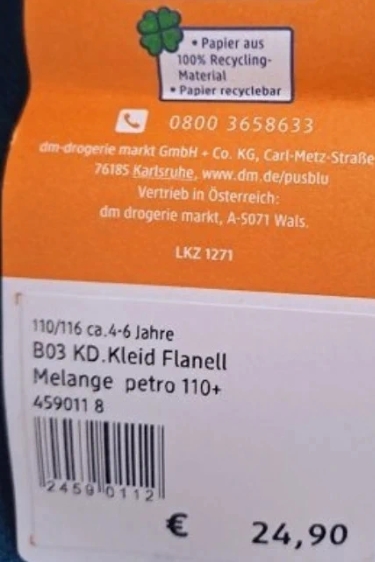 • Papier aus
100% Recycling-
Material
• Papier recyclebar
0800 3658633
dm-drogerie markt GmbH + Co. KG, Carl-Metz-Straße
76185 Karlsruhe, www.dm.de/pusblu
Vertrieb in Österreich:
dm drogerie markt, A-5071 Wals.
LKZ 1271
110/116 ca.4-6 Jahre
B03 KD.Kleid Flanell
Melange petro 110+
459011 8
24590112
€ 24,90